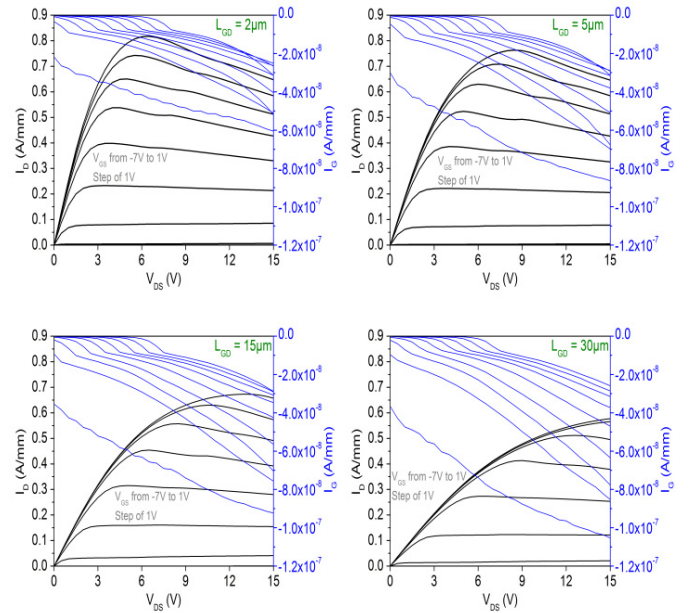 L_GD = 2µm
I_D (A/mm)
0.9
0.8
0.7
0.6
0.5
0.4
0.3
0.2
0.1
0.0
V_GS from -7V to 1V
Step of 1V
0.0
-2.0x10^-8
-4.0x10^-8
-6.0x10^-8
-8.0x10^-8
-1.0x10^-7
-1.2x10^-7
I_G (A/mm)
0 3 6 9 12 15
V_DS (V)
L_GD = 5µm
I_D (A/mm)
0.9
0.8
0.7
0.6
0.5
0.4
0.3
0.2
0.1
0.0
V_GS from -7V to 1V
Step of 1V
0.0
-2.0x10^-8
-4.0x10^-8
-6.0x10^-8
-8.0x10^-8
-1.0x10^-7
-1.2x10^-7
I_G (A/mm)
0 3 6 9 12 15
V_DS (V)
L_GD = 15µm
I_D (A/mm)
0.9
0.8
0.7
0.6
0.5
0.4
0.3
0.2
0.1
0.0
V_GS from -7V to 1V
Step of 1V
0.0
-2.0x10^-8
-4.0x10^-8
-6.0x10^-8
-8.0x10^-8
-1.0x10^-7
-1.2x10^-7
I_G (A/mm)
0 3 6 9 12 15
V_DS (V)
L_GD = 30µm
I_D (A/mm)
0.9
0.8
0.7
0.6
0.5
0.4
0.3
0.2
0.1
0.0
V_GS from -7V to 1V
Step of 1V
0.0
-2.0x10^-8
-4.0x10^-8
-6.0x10^-8
-8.0x10^-8
-1.0x10^-7
-1.2x10^-7
I_G (A/mm)
0 3 6 9 12 15
V_DS (V)